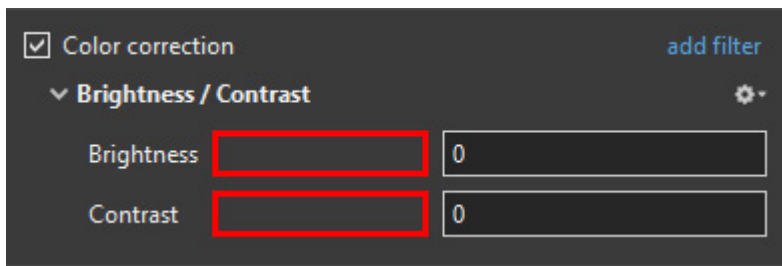 Color correction add filter
Brightness / Contrast
Brightness 0
Contrast 0